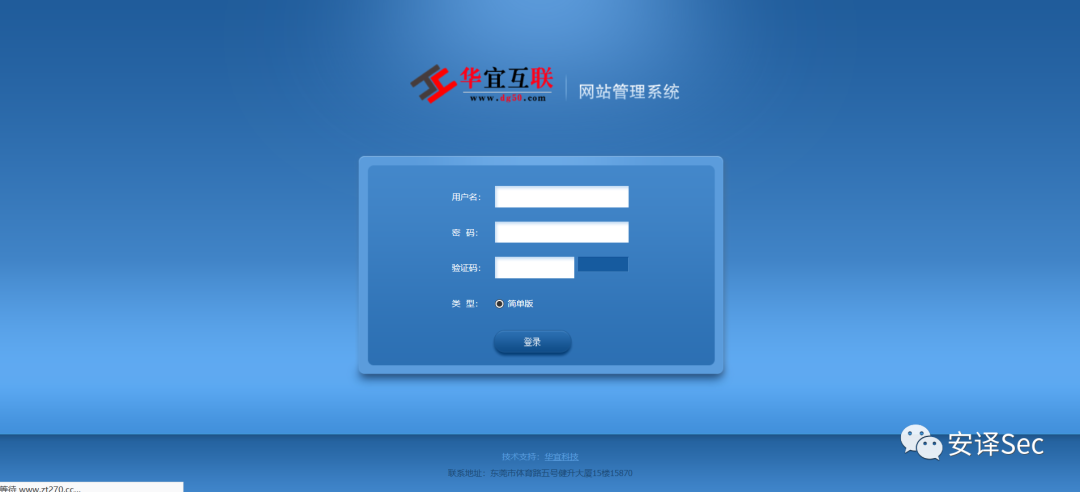 华宜互联
www.dg50.com
网站管理系统
用户名：
密 码：
验证码：
类 型： 简单版
登录
安译Sec
技术支持：华宜科技
联系地址：东莞市体育路五号健升大厦15楼15870
等待 www.zt270.cc...